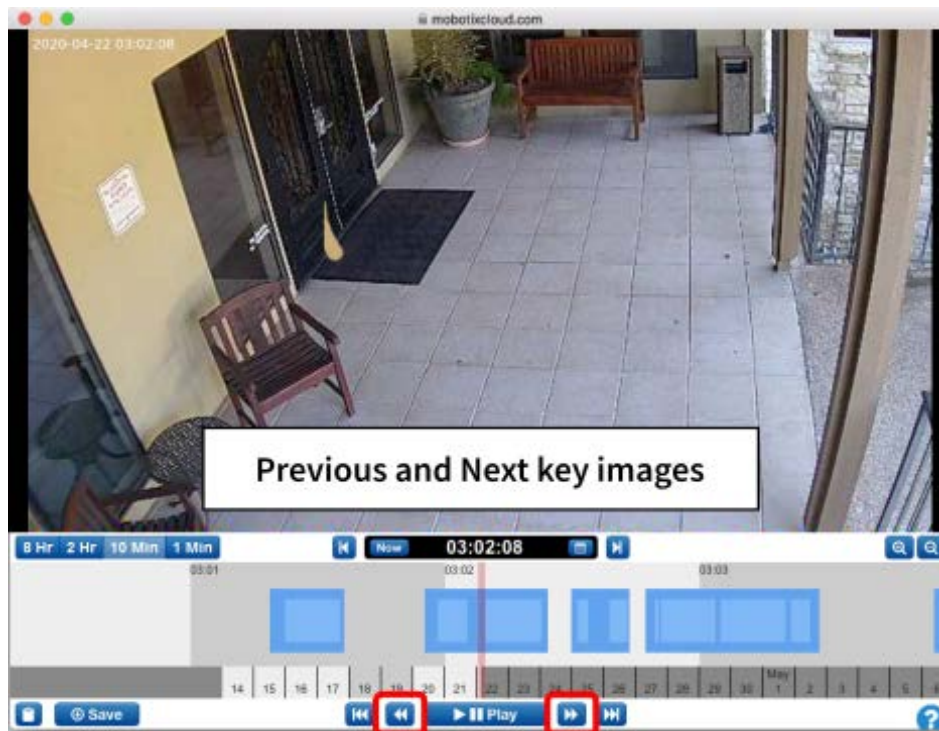 mobotixcloud.com
2020-04-22 03:02:08
Previous and Next key images
8 Hr 2 Hr 10 Min 1 Min Now 03:02:08
03:01 03:02 03:03
May
14 15 16 17 18 19 20 21 22 23 24 25 26 27 28 29 30 1 2 3 4 5
Save Play ?